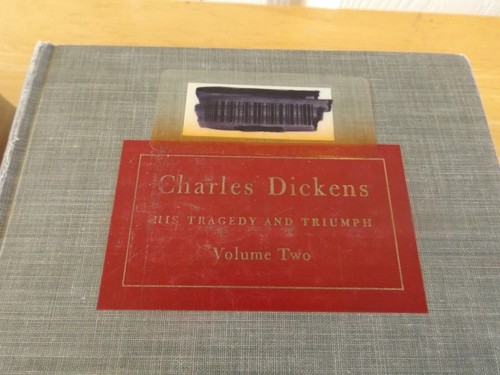 Charles Dickens
HIS TRAGEDY AND TRIUMPH
Volume Two